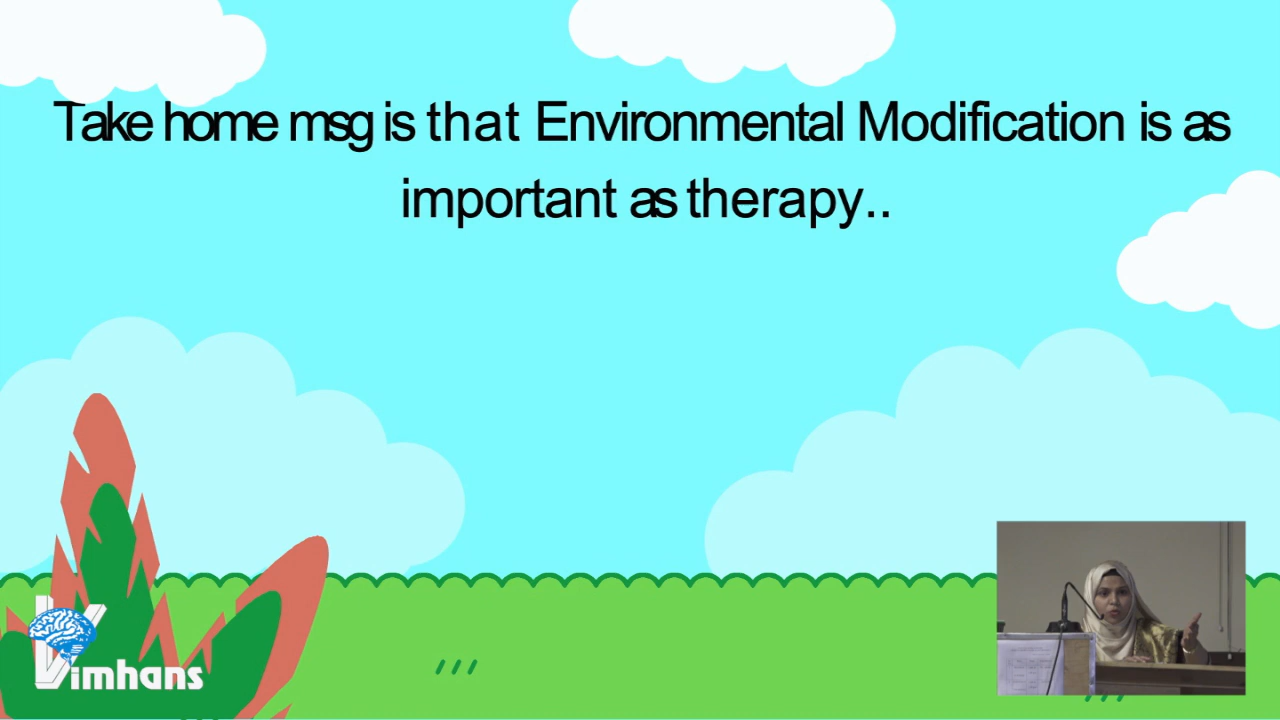 Take home msg is that Environmental Modification is as
important as therapy..
Vimhans